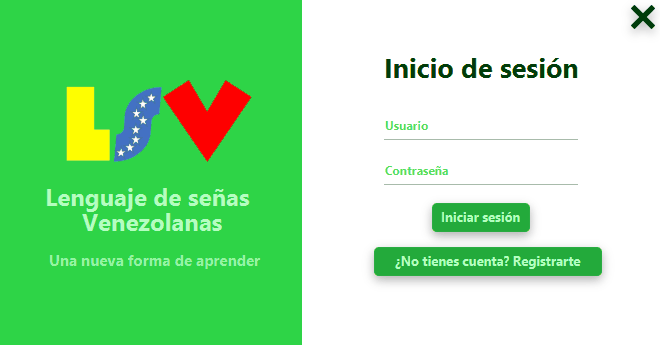 LSV
Lenguaje de señas
Venezolanas
Una nueva forma de aprender
Inicio de sesión
Usuario
Contraseña
Iniciar sesión
¿No tienes cuenta? Registrarte